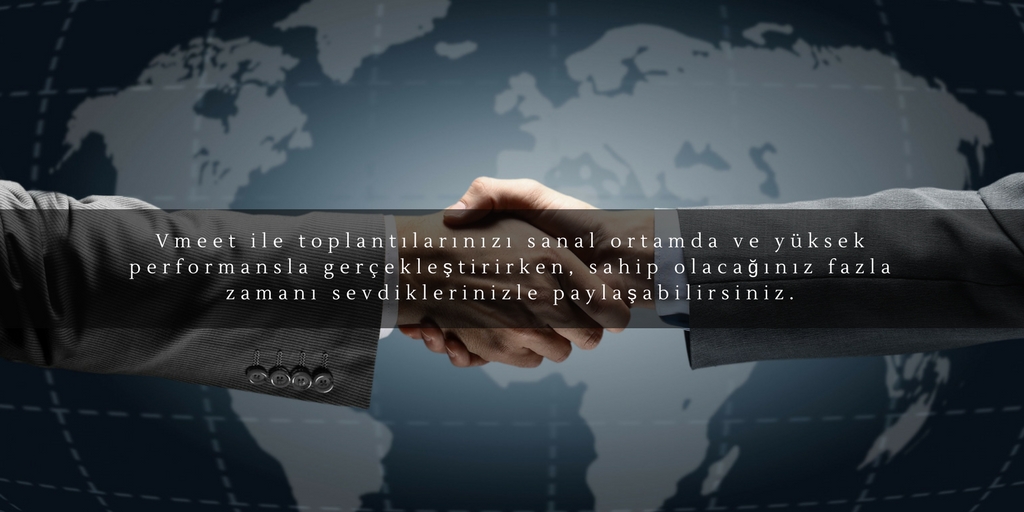 Vmeet ile toplantılarınızı sanal ortamda ve yüksek
performansla gerçekleştirirken, sahip olacağınız fazla
zamanı sevdiklerinizle paylaşabilirsiniz.